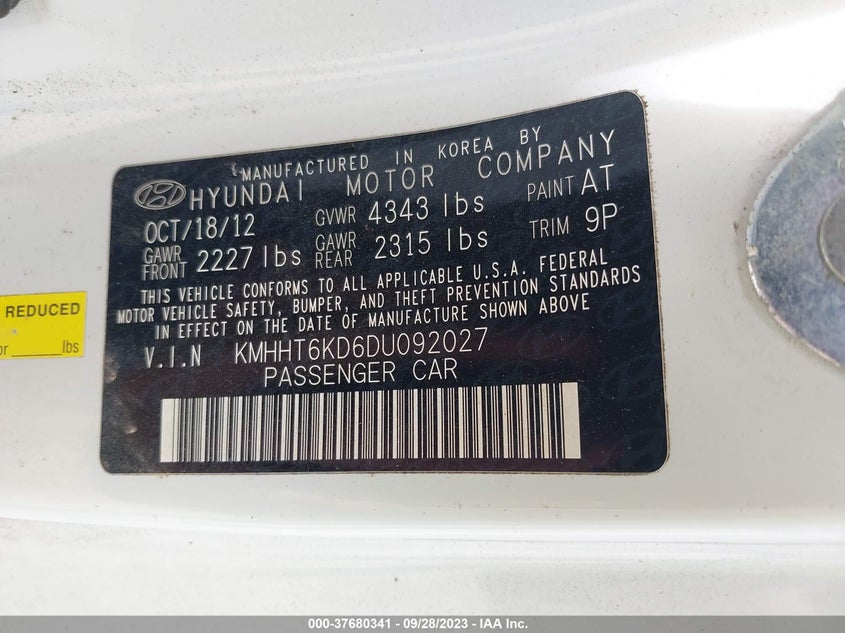 MANUFACTURED IN KOREA BY
HYUNDAI MOTOR COMPANY
OCT/18/12 GVWR 4343 lbs PAINT AT
GAWR FRONT 2227 lbs GAWR REAR 2315 lbs TRIM 9P
THIS VEHICLE CONFORMS TO ALL APPLICABLE U.S.A. FEDERAL
MOTOR VEHICLE SAFETY, BUMPER, AND THEFT PREVENTION STANDARDS
IN EFFECT ON THE DATE OF MANUFACTURE SHOWN ABOVE
V.I.N KMHHT6KD6DU092027
PASSENGER CAR
REDUCED
or ______lbs
000-37680341 - 09/28/2023 - IAA Inc.